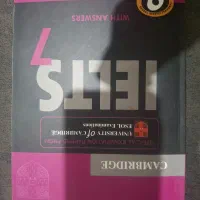 CAMBRIDGE
UNIVERSITY of CAMBRIDGE
ESOL Examinations
IELTS
7
WITH ANSWERS